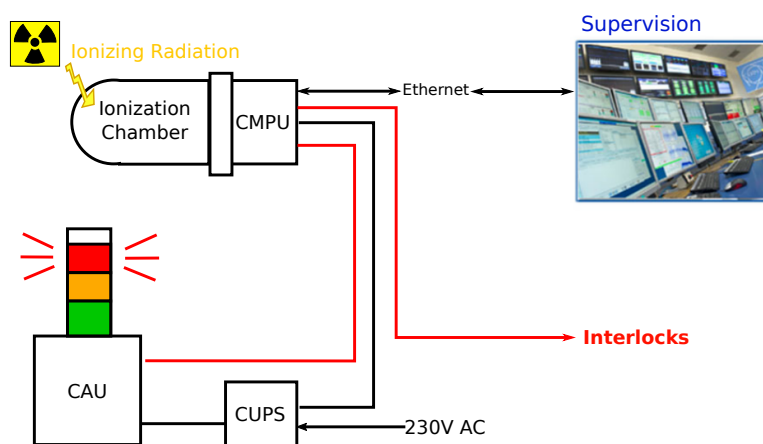 Supervision
Ionizing Radiation
Ethernet
Ionization
Chamber
CMPU
Interlocks
CAU
CUPS
230V AC